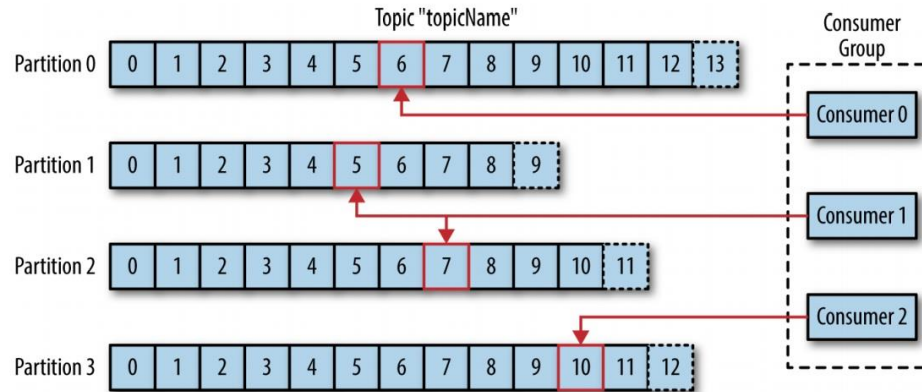 Topic "topicName"
Consumer
Group
Partition 0 0 1 2 3 4 5 6 7 8 9 10 11 12 13
Consumer 0
Partition 1 0 1 2 3 4 5 6 7 8 9
Consumer 1
Partition 2 0 1 2 3 4 5 6 7 8 9 10 11
Consumer 2
Partition 3 0 1 2 3 4 5 6 7 8 9 10 11 12